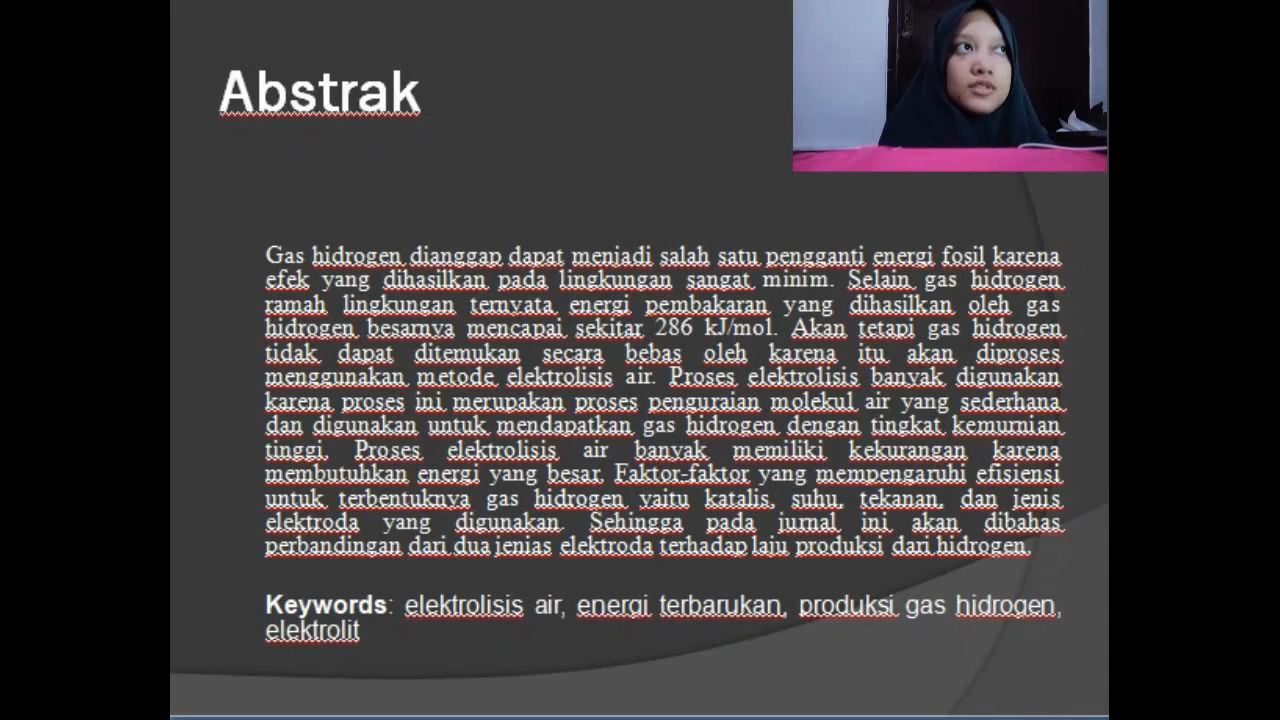 Abstrak
Gas hidrogen dianggap dapat menjadi salah satu pengganti energi fosil karena
efek yang dihasilkan pada lingkungan sangat minim. Selain gas hidrogen
ramah lingkungan ternyata energi pembakaran yang dihasilkan oleh gas
hidrogen besarnya mencapai sekitar 286 kJ/mol. Akan tetapi gas hidrogen
tidak dapat ditemukan secara bebas oleh karena itu akan diproses
menggunakan metode elektrolisis air. Proses elektrolisis banyak digunakan
karena proses ini merupakan proses penguraian molekul air yang sederhana
dan digunakan untuk mendapatkan gas hidrogen dengan tingkat kemurnian
tinggi. Proses elektrolisis air banyak memiliki kekurangan karena
membutuhkan energi yang besar. Faktor-faktor yang mempengaruhi efisiensi
untuk terbentuknya gas hidrogen yaitu katalis, suhu, tekanan, dan jenis
elektroda yang digunakan. Sehingga pada jurnal ini akan dibahas
perbandingan dari dua jenias elektroda terhadap laju produksi dari hidrogen.
Keywords: elektrolisis air, energi terbarukan, produksi gas hidrogen,
elektrolit